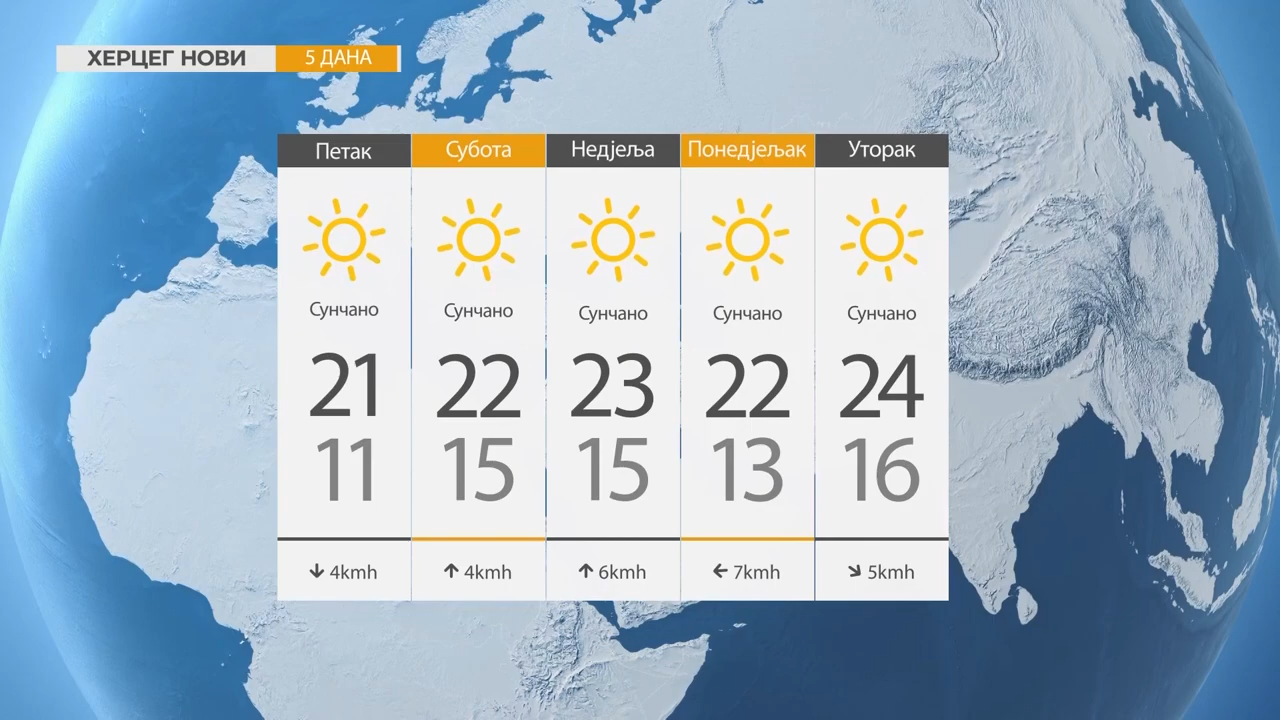 ХЕРЦЕГ НОВИ 5 ДАНА
Петак Субота Недјеља Понедјељак Уторак
Сунчано Сунчано Сунчано Сунчано Сунчано
21 22 23 22 24
11 15 15 13 16
↓ 4kmh ↑ 4kmh ↑ 6kmh ← 7kmh ↘ 5kmh